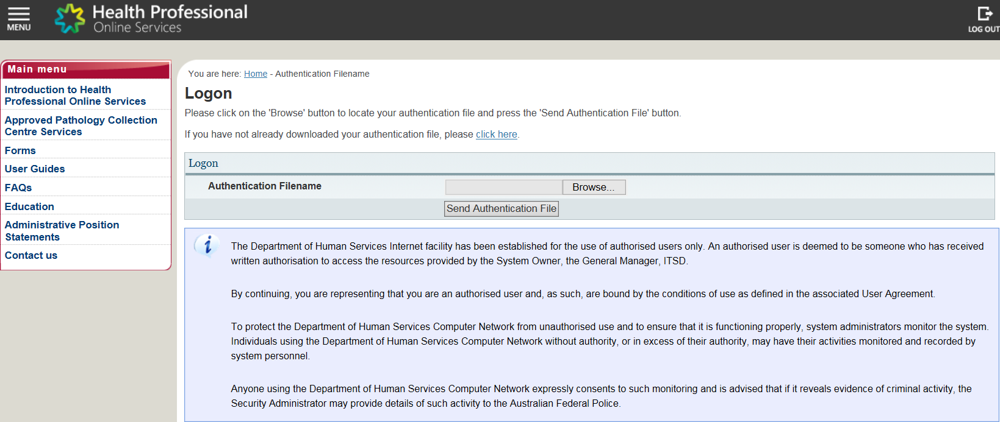 MENU
Health Professional
Online Services
LOG OUT
Main menu
Introduction to Health
Professional Online Services
Approved Pathology Collection
Centre Services
Forms
User Guides
FAQs
Education
Administrative Position
Statements
Contact us
You are here: Home - Authentication Filename
Logon
Please click on the 'Browse' button to locate your authentication file and press the 'Send Authentication File' button.
If you have not already downloaded your authentication file, please click here.
Logon
Authentication Filename
Browse...
Send Authentication File
i
The Department of Human Services Internet facility has been established for the use of authorised users only. An authorised user is deemed to be someone who has received
written authorisation to access the resources provided by the System Owner, the General Manager, ITSD.
By continuing, you are representing that you are an authorised user and, as such, are bound by the conditions of use as defined in the associated User Agreement.
To protect the Department of Human Services Computer Network from unauthorised use and to ensure that it is functioning properly, system administrators monitor the system.
Individuals using the Department of Human Services Computer Network without authority, or in excess of their authority, may have their activities monitored and recorded by
system personnel.
Anyone using the Department of Human Services Computer Network expressly consents to such monitoring and is advised that if it reveals evidence of criminal activity, the
Security Administrator may provide details of such activity to the Australian Federal Police.